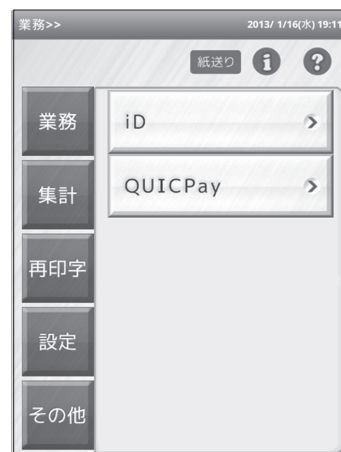 業務>> 2013/ 1/16(水) 19:11
紙送り i ?
業務
iD
QUICPay
集計
再印字
設定
その他